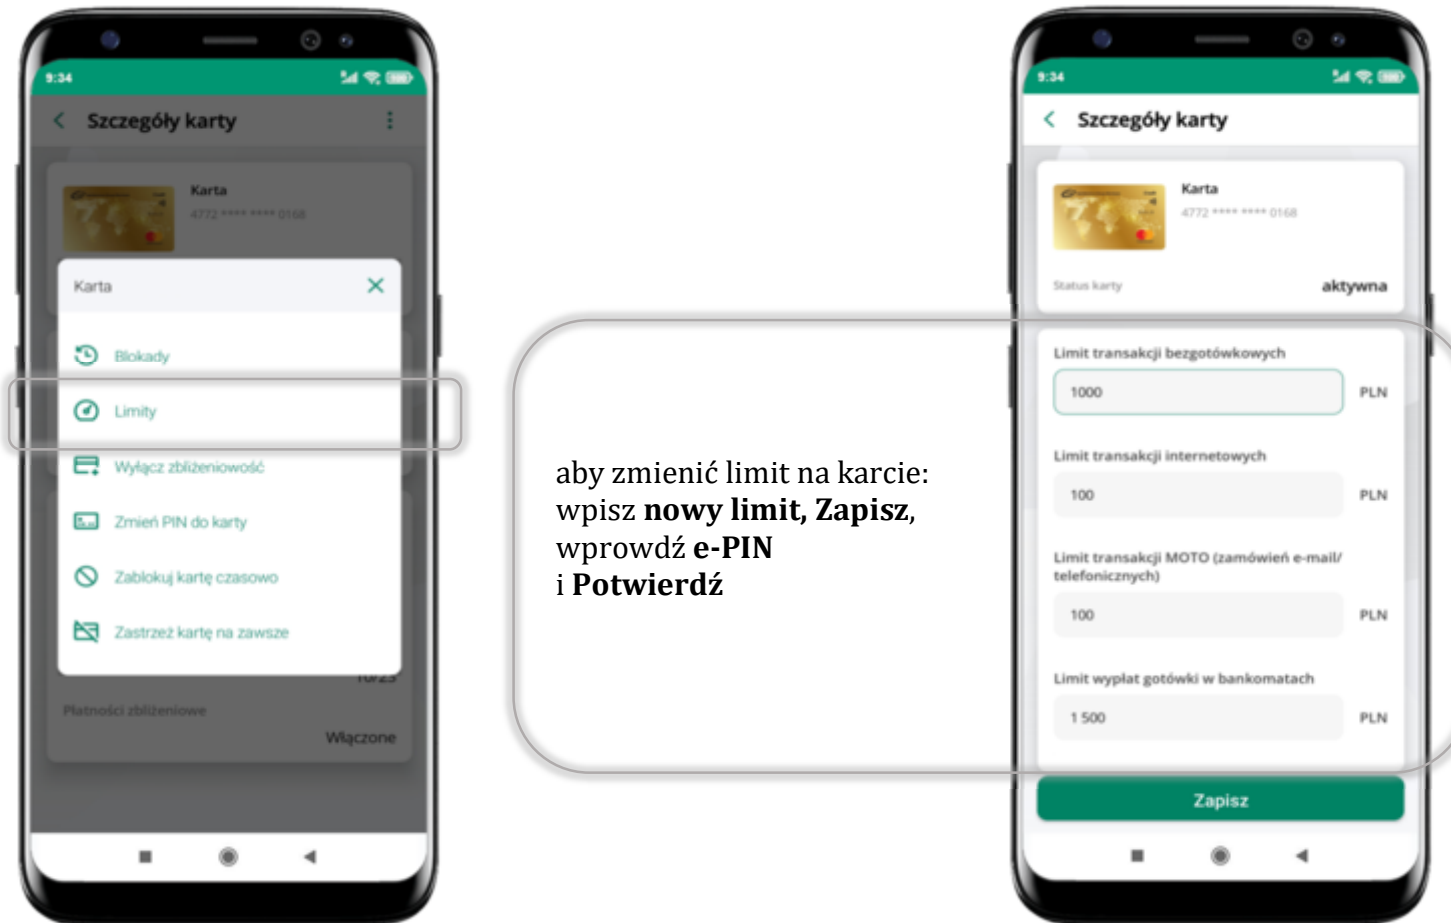 9:34
Szczegóły karty
Karta
4772 **** **** 0168
Karta
Blokady
Limity
Wyłącz zbliżeniowość
Zmień PIN do karty
Zablokuj kartę czasowo
Zastrzeż kartę na zawsze
Płatności zbliżeniowe
Włączone
aby zmienić limit na karcie:
wpisz nowy limit, Zapisz,
wprowdź e-PIN
i Potwierdź
9:34
Szczegóły karty
Karta
4772 **** **** 0168
Status karty
aktywna
Limit transakcji bezgotówkowych
1000 PLN
Limit transakcji internetowych
100 PLN
Limit transakcji MOTO (zamówień e-mail/
telefonicznych)
100 PLN
Limit wypłat gotówki w bankomatach
1 500 PLN
Zapisz